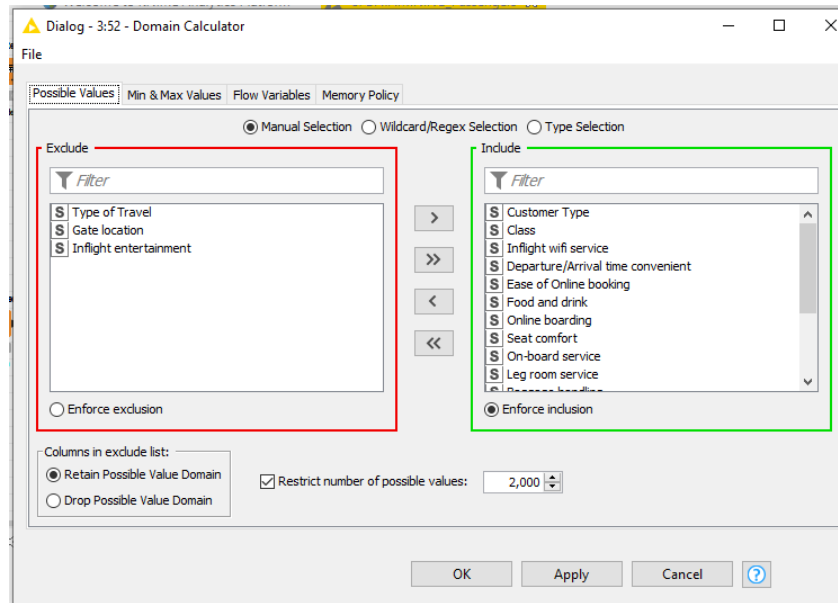 Dialog - 3:52 - Domain Calculator
File
Possible Values Min & Max Values Flow Variables Memory Policy
Manual Selection Wildcard/Regex Selection Type Selection
Exclude
Filter
S Type of Travel
S Gate location
S Inflight entertainment
Enforce exclusion
>
>>
<
<<
Include
Filter
S Customer Type
S Class
S Inflight wifi service
S Departure/Arrival time convenient
S Ease of Online booking
S Food and drink
S Online boarding
S Seat comfort
S On-board service
S Leg room service
S Baggage handling
Enforce inclusion
Columns in exclude list:
Retain Possible Value Domain
Drop Possible Value Domain
Restrict number of possible values: 2,000
OK Apply Cancel ?